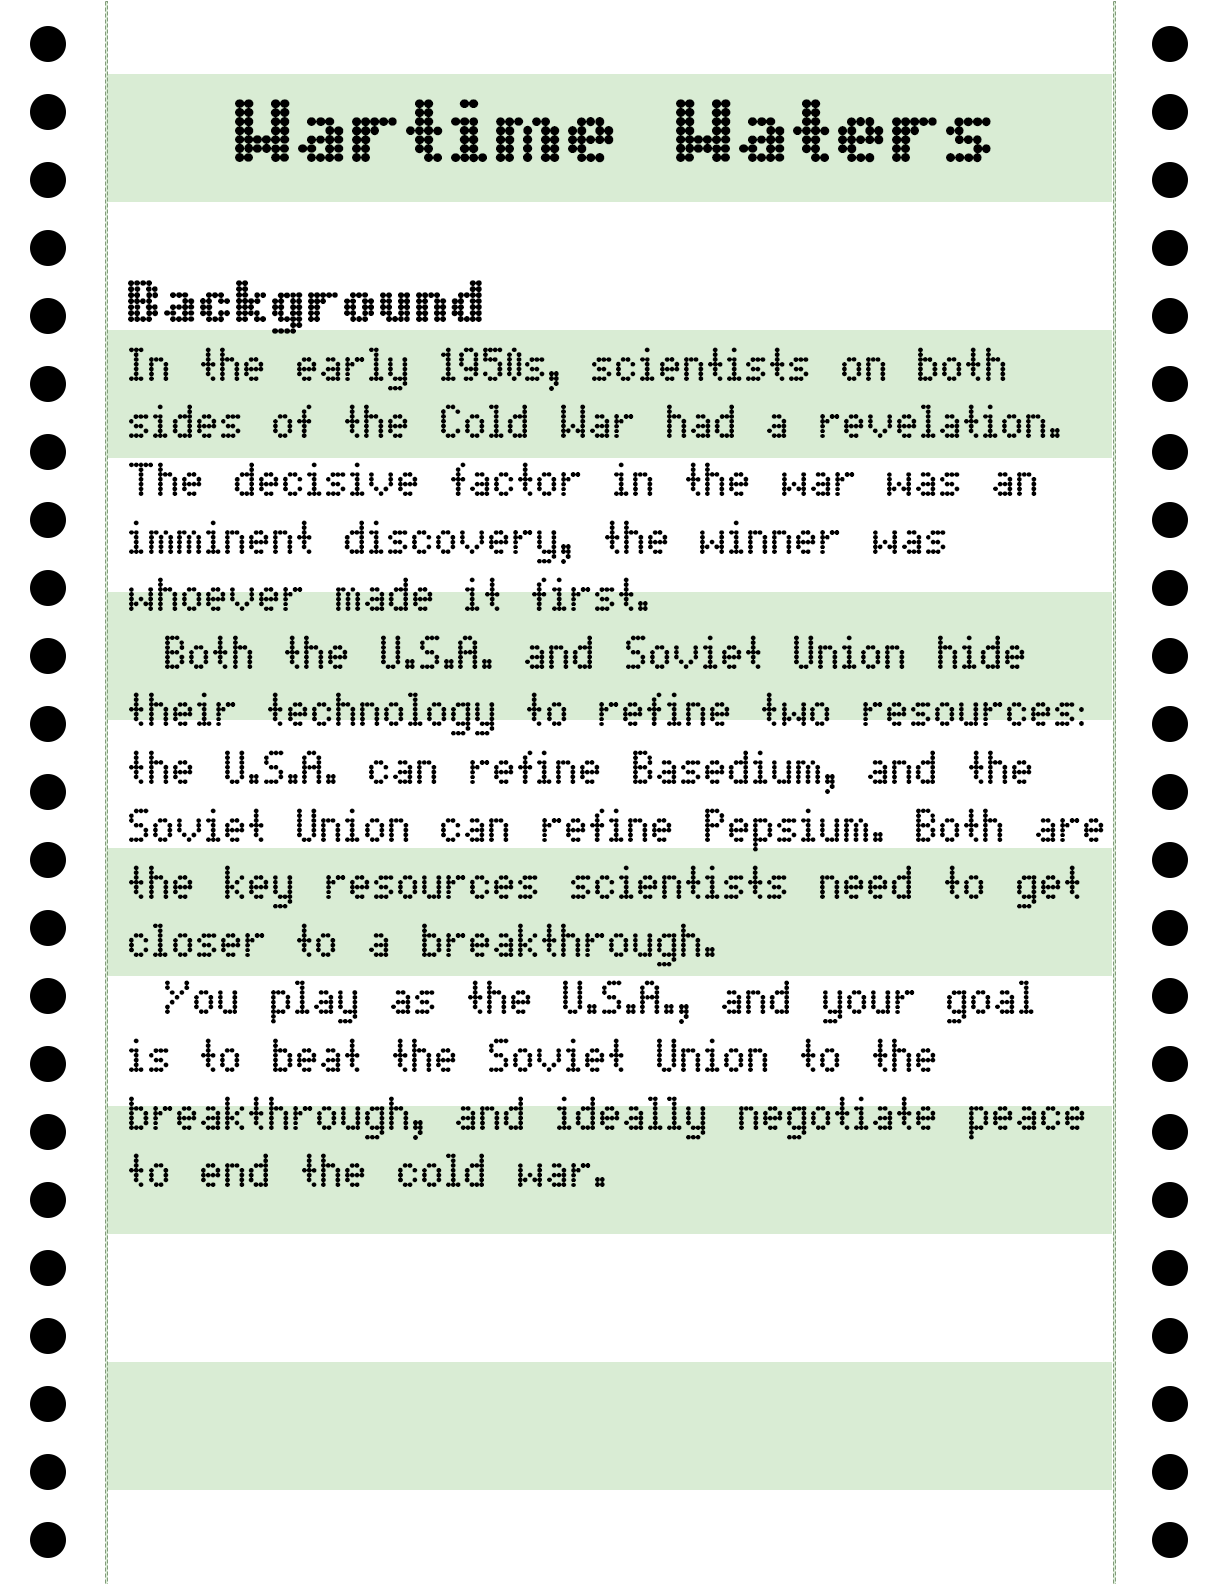 Wartime Waters
Background
In the early 1950s, scientists on both
sides of the Cold War had a revelation.
The decisive factor in the war was an
imminent discovery, the winner was
whoever made it first.
Both the U.S.A. and Soviet Union hide
their technology to refine two resources:
the U.S.A. can refine Basedium, and the
Soviet Union can refine Pepsium. Both are
the key resources scientists need to get
closer to a breakthrough.
You play as the U.S.A., and your goal
is to beat the Soviet Union to the
breakthrough, and ideally negotiate peace
to end the cold war.